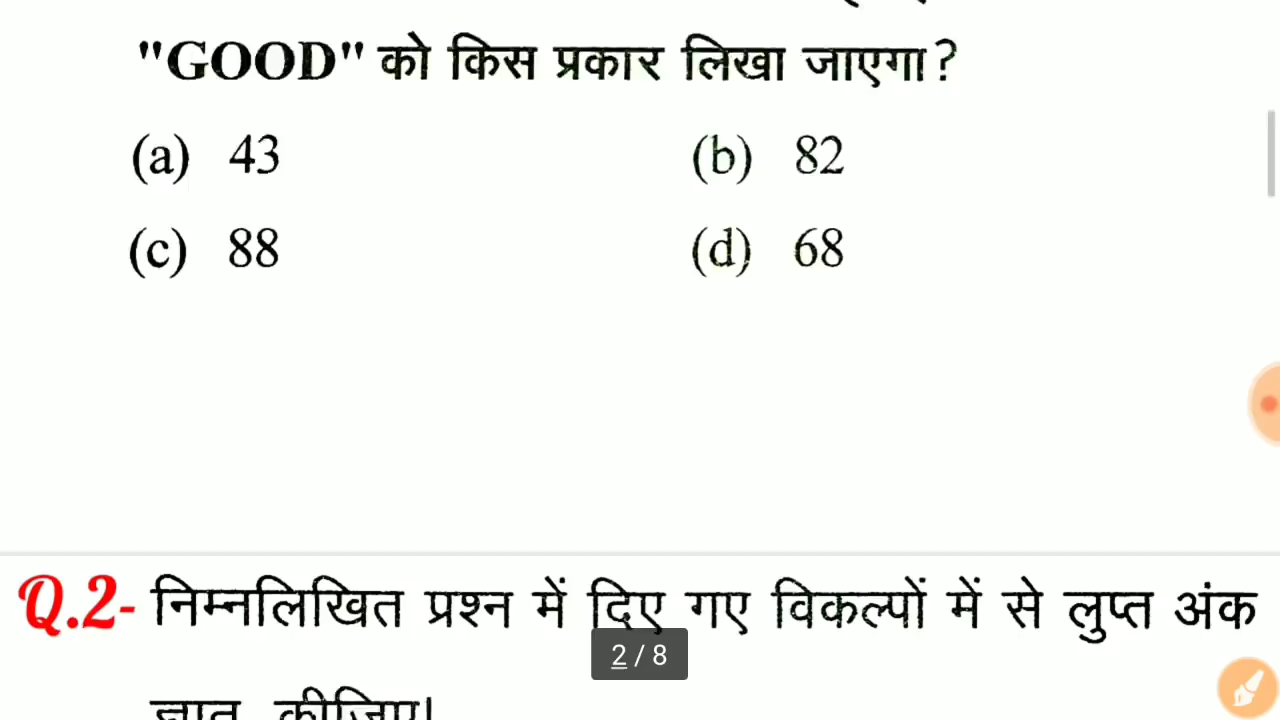 "GOOD" को किस प्रकार लिखा जाएगा?
(a) 43 (b) 82
(c) 88 (d) 68
Q.2- निम्नलिखित प्रश्न में दिए गए विकल्पों में से लुप्त अंक
2 / 8
ज्ञात कीजिए।